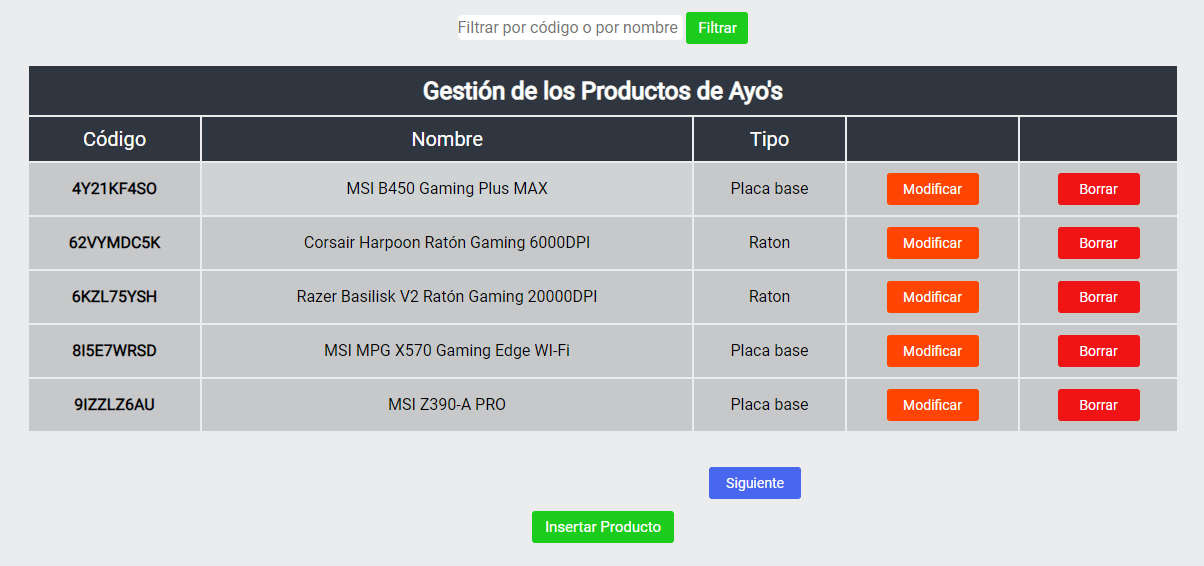 Filtrar por código o por nombre Filtrar
Gestión de los Productos de Ayo's
Código Nombre Tipo
4Y21KF4SO MSI B450 Gaming Plus MAX Placa base Modificar Borrar
62VYMDC5K Corsair Harpoon Ratón Gaming 6000DPI Raton Modificar Borrar
6KZL75YSH Razer Basilisk V2 Ratón Gaming 20000DPI Raton Modificar Borrar
8I5E7WRSD MSI MPG X570 Gaming Edge WI-Fi Placa base Modificar Borrar
9IZZLZ6AU MSI Z390-A PRO Placa base Modificar Borrar
Siguiente
Insertar Producto